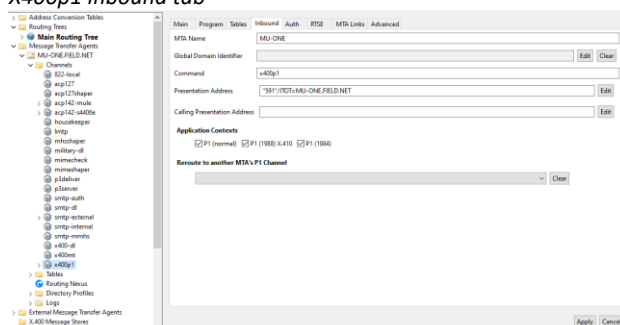 X400p1 Inbound tab
Address Conversion Tables
Routing Trees
Main Routing Tree
Message Transfer Agents
MU-ONE.FIELD.NET
Channels
822-local
acp127
acp127shaper
acp142-mule
acp142-s4406e
housekeeper
lmtp
mhsshaper
military-dl
mimecheck
mimeshaper
p3deliver
p3server
smtp-auth
smtp-dl
smtp-external
smtp-internal
smtp-mmhs
x400-dl
x400mt
x400p1
Tables
Routing Nexus
Directory Profiles
Logs
External Message Transfer Agents
X.400 Message Stores
Main Program Tables Inbound Auth RTSE MTA Links Advanced
MTA Name MU-ONE
Global Domain Identifier Edit Clear
Command x400p1
Presentation Address "591"/ITOT=MU-ONE.FIELD.NET Edit
Calling Presentation Address Edit
Application Contexts
P1 (normal) P1 (1988) X.410 P1 (1984)
Reroute to another MTA's P1 Channel
Clear
Apply Cancel